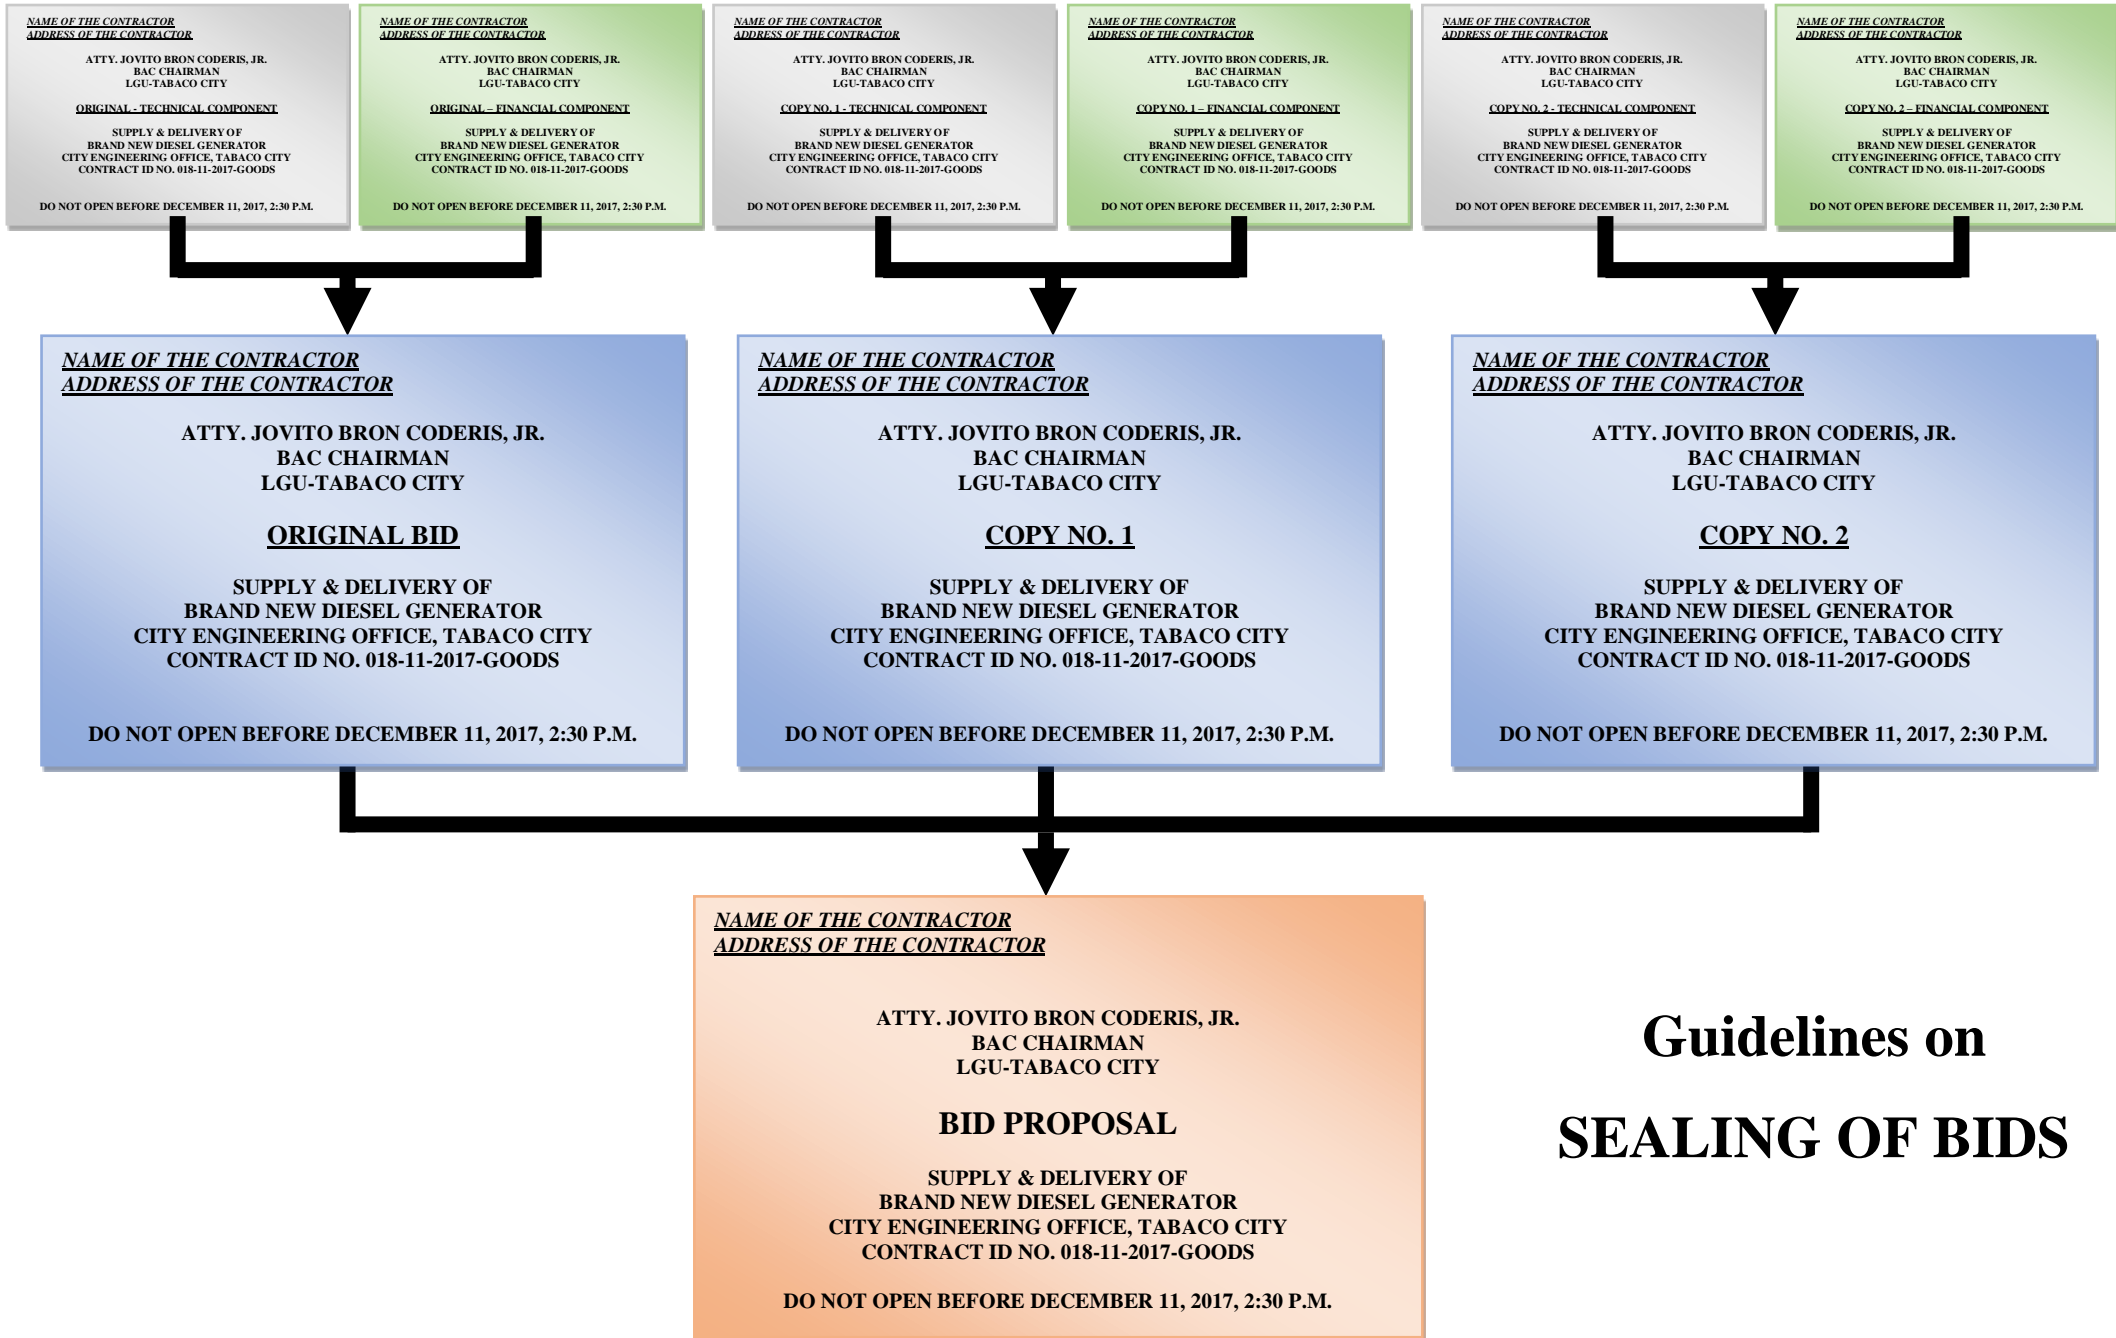 NAME OF THE CONTRACTOR
ADDRESS OF THE CONTRACTOR
ATTY. JOVITO BRON CODERIS, JR.
BAC CHAIRMAN
LGU-TABACO CITY
ORIGINAL - TECHNICAL COMPONENT
SUPPLY & DELIVERY OF
BRAND NEW DIESEL GENERATOR
CITY ENGINEERING OFFICE, TABACO CITY
CONTRACT ID NO. 018-11-2017-GOODS
DO NOT OPEN BEFORE DECEMBER 11, 2017, 2:30 P.M.
NAME OF THE CONTRACTOR
ADDRESS OF THE CONTRACTOR
ATTY. JOVITO BRON CODERIS, JR.
BAC CHAIRMAN
LGU-TABACO CITY
ORIGINAL – FINANCIAL COMPONENT
SUPPLY & DELIVERY OF
BRAND NEW DIESEL GENERATOR
CITY ENGINEERING OFFICE, TABACO CITY
CONTRACT ID NO. 018-11-2017-GOODS
DO NOT OPEN BEFORE DECEMBER 11, 2017, 2:30 P.M.
NAME OF THE CONTRACTOR
ADDRESS OF THE CONTRACTOR
ATTY. JOVITO BRON CODERIS, JR.
BAC CHAIRMAN
LGU-TABACO CITY
COPY NO. 1 - TECHNICAL COMPONENT
SUPPLY & DELIVERY OF
BRAND NEW DIESEL GENERATOR
CITY ENGINEERING OFFICE, TABACO CITY
CONTRACT ID NO. 018-11-2017-GOODS
DO NOT OPEN BEFORE DECEMBER 11, 2017, 2:30 P.M.
NAME OF THE CONTRACTOR
ADDRESS OF THE CONTRACTOR
ATTY. JOVITO BRON CODERIS, JR.
BAC CHAIRMAN
LGU-TABACO CITY
COPY NO. 1 – FINANCIAL COMPONENT
SUPPLY & DELIVERY OF
BRAND NEW DIESEL GENERATOR
CITY ENGINEERING OFFICE, TABACO CITY
CONTRACT ID NO. 018-11-2017-GOODS
DO NOT OPEN BEFORE DECEMBER 11, 2017, 2:30 P.M.
NAME OF THE CONTRACTOR
ADDRESS OF THE CONTRACTOR
ATTY. JOVITO BRON CODERIS, JR.
BAC CHAIRMAN
LGU-TABACO CITY
COPY NO. 2 - TECHNICAL COMPONENT
SUPPLY & DELIVERY OF
BRAND NEW DIESEL GENERATOR
CITY ENGINEERING OFFICE, TABACO CITY
CONTRACT ID NO. 018-11-2017-GOODS
DO NOT OPEN BEFORE DECEMBER 11, 2017, 2:30 P.M.
NAME OF THE CONTRACTOR
ADDRESS OF THE CONTRACTOR
ATTY. JOVITO BRON CODERIS, JR.
BAC CHAIRMAN
LGU-TABACO CITY
COPY NO. 2 – FINANCIAL COMPONENT
SUPPLY & DELIVERY OF
BRAND NEW DIESEL GENERATOR
CITY ENGINEERING OFFICE, TABACO CITY
CONTRACT ID NO. 018-11-2017-GOODS
DO NOT OPEN BEFORE DECEMBER 11, 2017, 2:30 P.M.
NAME OF THE CONTRACTOR
ADDRESS OF THE CONTRACTOR
ATTY. JOVITO BRON CODERIS, JR.
BAC CHAIRMAN
LGU-TABACO CITY
ORIGINAL BID
SUPPLY & DELIVERY OF
BRAND NEW DIESEL GENERATOR
CITY ENGINEERING OFFICE, TABACO CITY
CONTRACT ID NO. 018-11-2017-GOODS
DO NOT OPEN BEFORE DECEMBER 11, 2017, 2:30 P.M.
NAME OF THE CONTRACTOR
ADDRESS OF THE CONTRACTOR
ATTY. JOVITO BRON CODERIS, JR.
BAC CHAIRMAN
LGU-TABACO CITY
COPY NO. 1
SUPPLY & DELIVERY OF
BRAND NEW DIESEL GENERATOR
CITY ENGINEERING OFFICE, TABACO CITY
CONTRACT ID NO. 018-11-2017-GOODS
DO NOT OPEN BEFORE DECEMBER 11, 2017, 2:30 P.M.
NAME OF THE CONTRACTOR
ADDRESS OF THE CONTRACTOR
ATTY. JOVITO BRON CODERIS, JR.
BAC CHAIRMAN
LGU-TABACO CITY
COPY NO. 2
SUPPLY & DELIVERY OF
BRAND NEW DIESEL GENERATOR
CITY ENGINEERING OFFICE, TABACO CITY
CONTRACT ID NO. 018-11-2017-GOODS
DO NOT OPEN BEFORE DECEMBER 11, 2017, 2:30 P.M.
NAME OF THE CONTRACTOR
ADDRESS OF THE CONTRACTOR
ATTY. JOVITO BRON CODERIS, JR.
BAC CHAIRMAN
LGU-TABACO CITY
BID PROPOSAL
SUPPLY & DELIVERY OF
BRAND NEW DIESEL GENERATOR
CITY ENGINEERING OFFICE, TABACO CITY
CONTRACT ID NO. 018-11-2017-GOODS
DO NOT OPEN BEFORE DECEMBER 11, 2017, 2:30 P.M.
Guidelines on
SEALING OF BIDS